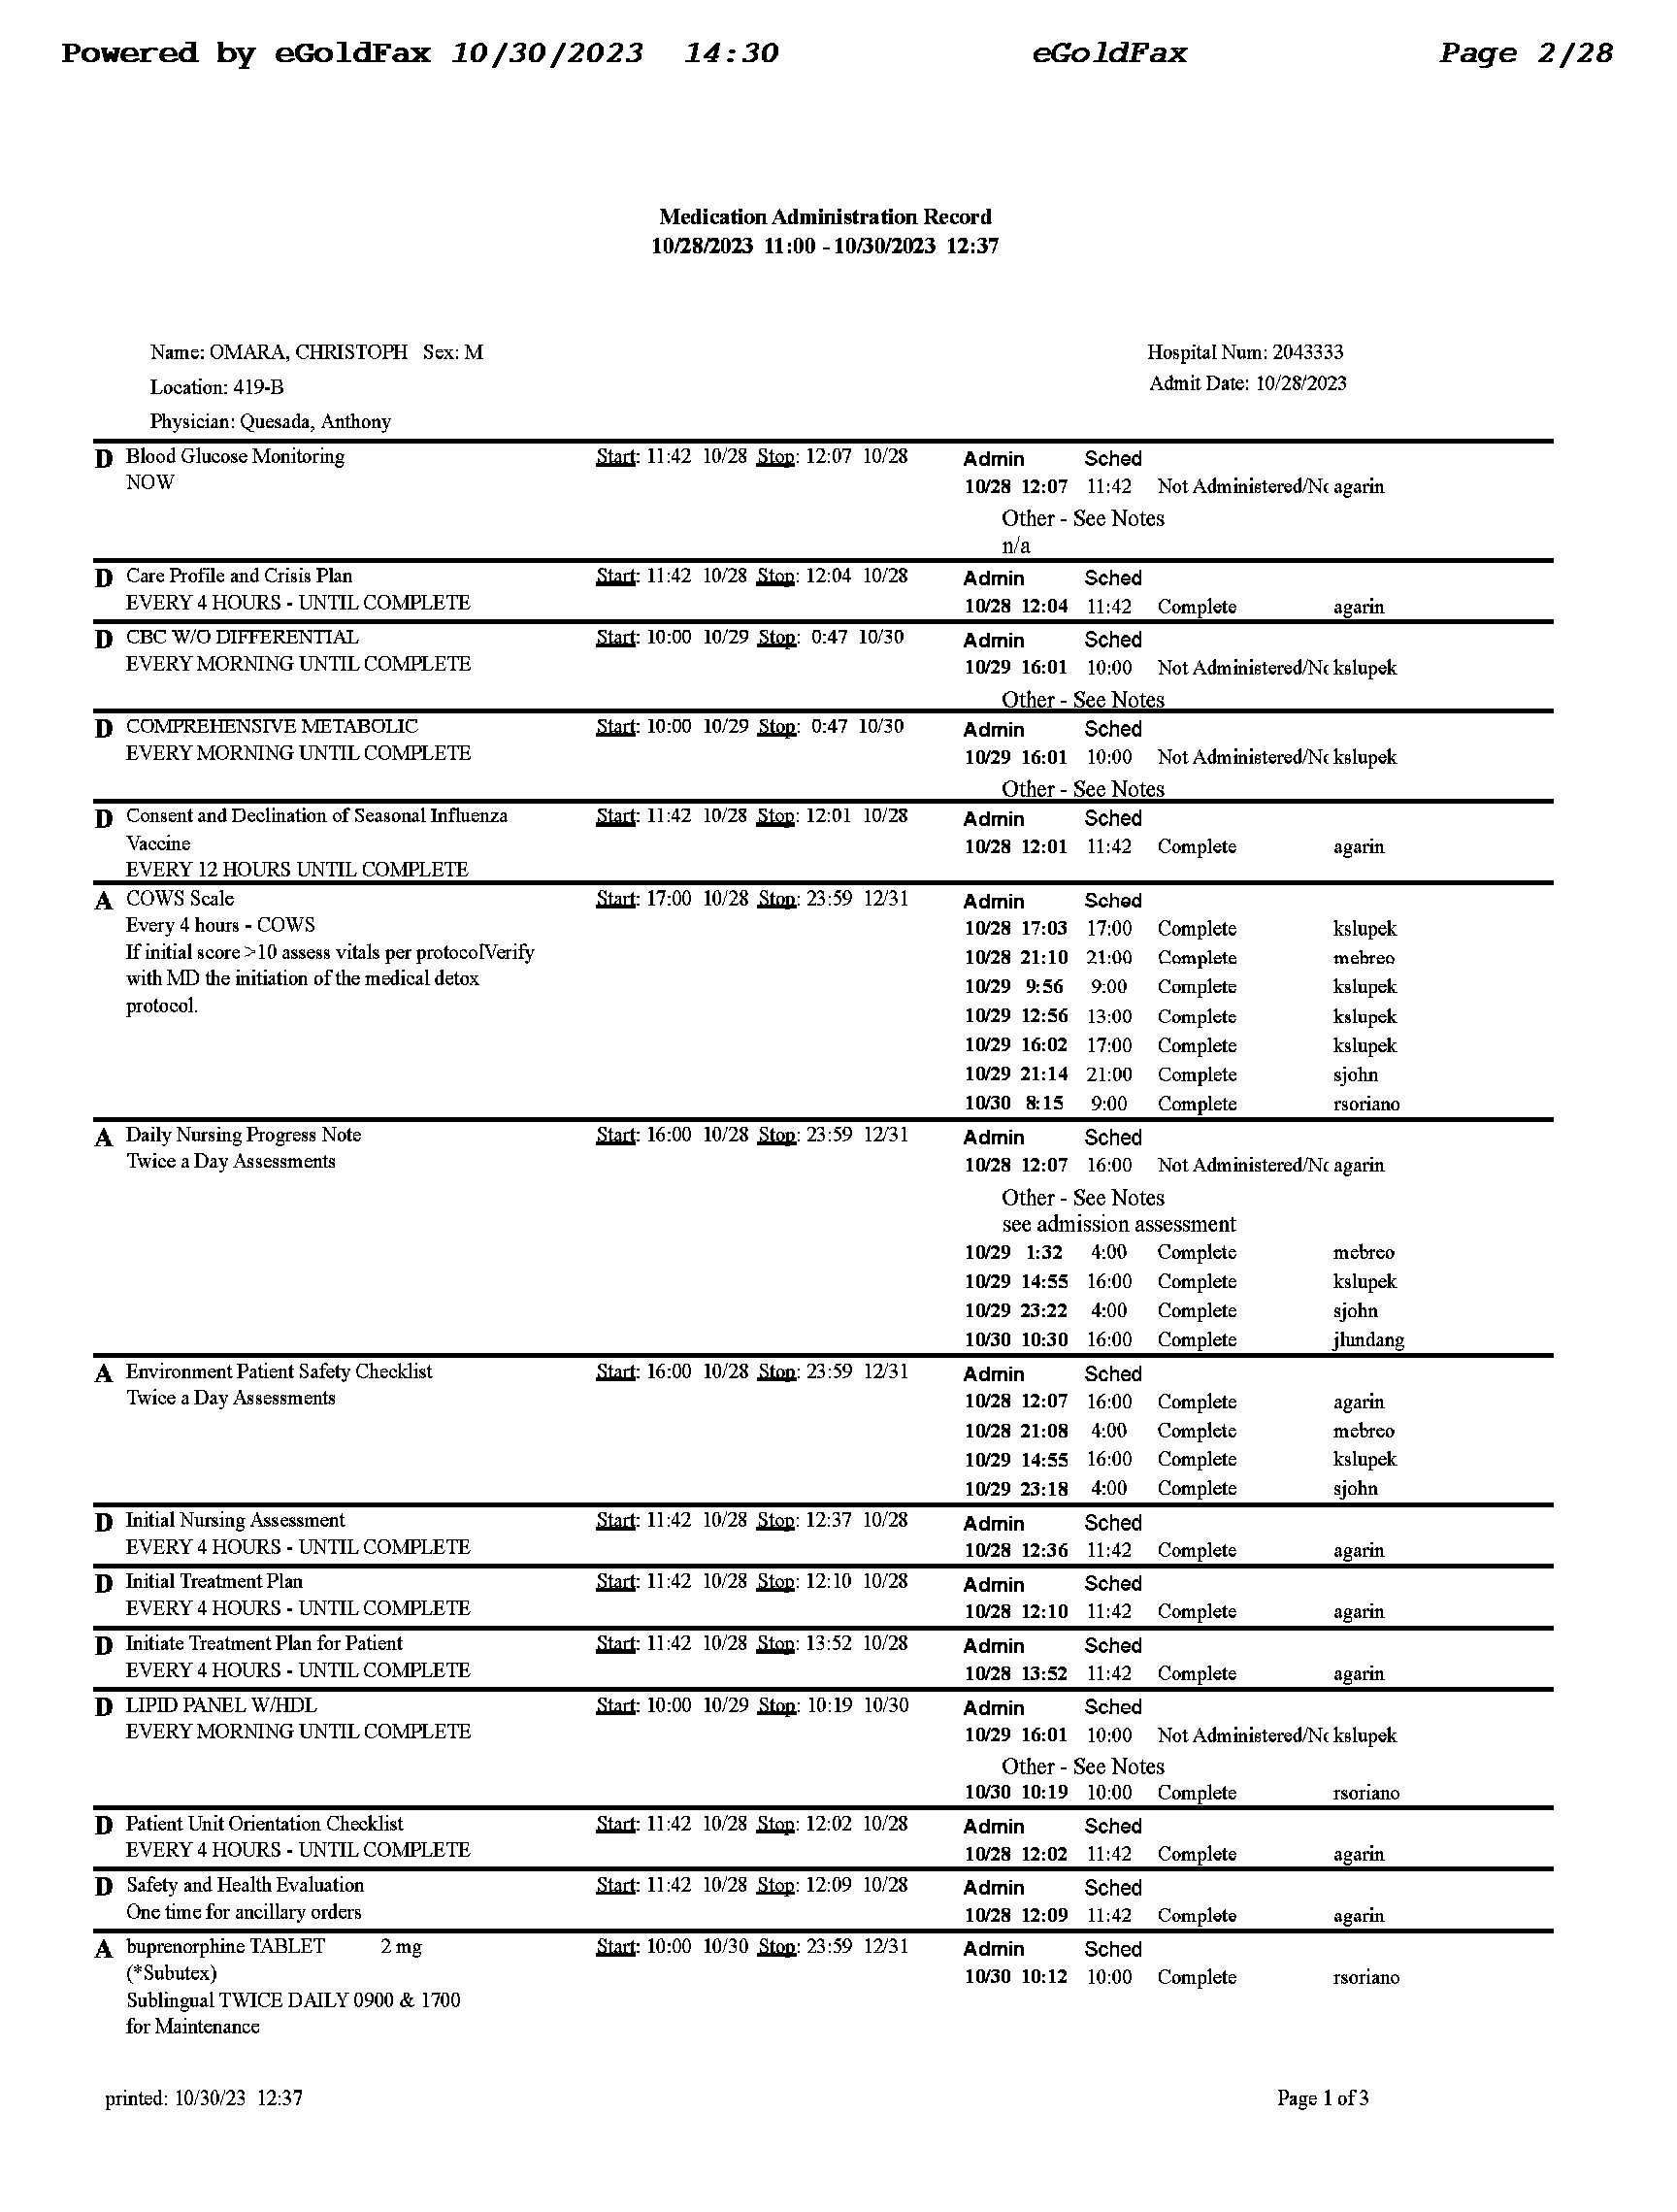 Powered by eGoldFax 10/30/2023 14:30 eGoldFax Page 2/28
Medication Administration Record
10/28/2023 11:00 - 10/30/2023 12:37
Name: OMARA, CHRISTOPH Sex: M Hospital Num: 2043333
Location: 419-B Admit Date: 10/28/2023
Physician: Quesada, Anthony
D Blood Glucose Monitoring Start: 11:42 10/28 Stop: 12:07 10/28 Admin Sched
NOW 10/28 12:07 11:42 Not Administered/Nc agarin
Other - See Notes
n/a
D Care Profile and Crisis Plan Start: 11:42 10/28 Stop: 12:04 10/28 Admin Sched
EVERY 4 HOURS - UNTIL COMPLETE 10/28 12:04 11:42 Complete agarin
D CBC W/O DIFFERENTIAL Start: 10:00 10/29 Stop: 0:47 10/30 Admin Sched
EVERY MORNING UNTIL COMPLETE 10/29 16:01 10:00 Not Administered/Nc kslupek
Other - See Notes
D COMPREHENSIVE METABOLIC Start: 10:00 10/29 Stop: 0:47 10/30 Admin Sched
EVERY MORNING UNTIL COMPLETE 10/29 16:01 10:00 Not Administered/Nc kslupek
Other - See Notes
D Consent and Declination of Seasonal Influenza Start: 11:42 10/28 Stop: 12:01 10/28 Admin Sched
Vaccine 10/28 12:01 11:42 Complete agarin
EVERY 12 HOURS UNTIL COMPLETE
A COWS Scale Start: 17:00 10/28 Stop: 23:59 12/31 Admin Sched
Every 4 hours - COWS 10/28 17:03 17:00 Complete kslupek
If initial score >10 assess vitals per protocolVerify 10/28 21:10 21:00 Complete mebreo
with MD the initiation of the medical detox 10/29 9:56 9:00 Complete kslupek
protocol. 10/29 12:56 13:00 Complete kslupek
10/29 16:02 17:00 Complete kslupek
10/29 21:14 21:00 Complete sjohn
10/30 8:15 9:00 Complete rsoriano
A Daily Nursing Progress Note Start: 16:00 10/28 Stop: 23:59 12/31 Admin Sched
Twice a Day Assessments 10/28 12:07 16:00 Not Administered/Nc agarin
Other - See Notes
see admission assessment
10/29 1:32 4:00 Complete mebreo
10/29 14:55 16:00 Complete kslupek
10/29 23:22 4:00 Complete sjohn
10/30 10:30 16:00 Complete jlundang
A Environment Patient Safety Checklist Start: 16:00 10/28 Stop: 23:59 12/31 Admin Sched
Twice a Day Assessments 10/28 12:07 16:00 Complete agarin
10/28 21:08 4:00 Complete mebreo
10/29 14:55 16:00 Complete kslupek
10/29 23:18 4:00 Complete sjohn
D Initial Nursing Assessment Start: 11:42 10/28 Stop: 12:37 10/28 Admin Sched
EVERY 4 HOURS - UNTIL COMPLETE 10/28 12:36 11:42 Complete agarin
D Initial Treatment Plan Start: 11:42 10/28 Stop: 12:10 10/28 Admin Sched
EVERY 4 HOURS - UNTIL COMPLETE 10/28 12:10 11:42 Complete agarin
D Initiate Treatment Plan for Patient Start: 11:42 10/28 Stop: 13:52 10/28 Admin Sched
EVERY 4 HOURS - UNTIL COMPLETE 10/28 13:52 11:42 Complete agarin
D LIPID PANEL W/HDL Start: 10:00 10/29 Stop: 10:19 10/30 Admin Sched
EVERY MORNING UNTIL COMPLETE 10/29 16:01 10:00 Not Administered/Nc kslupek
Other - See Notes
10/30 10:19 10:00 Complete rsoriano
D Patient Unit Orientation Checklist Start: 11:42 10/28 Stop: 12:02 10/28 Admin Sched
EVERY 4 HOURS - UNTIL COMPLETE 10/28 12:02 11:42 Complete agarin
D Safety and Health Evaluation Start: 11:42 10/28 Stop: 12:09 10/28 Admin Sched
One time for ancillary orders 10/28 12:09 11:42 Complete agarin
A buprenorphine TABLET 2 mg Start: 10:00 10/30 Stop: 23:59 12/31 Admin Sched
(*Subutex) 10/30 10:12 10:00 Complete rsoriano
Sublingual TWICE DAILY 0900 & 1700
for Maintenance
printed: 10/30/23 12:37 Page 1 of 3